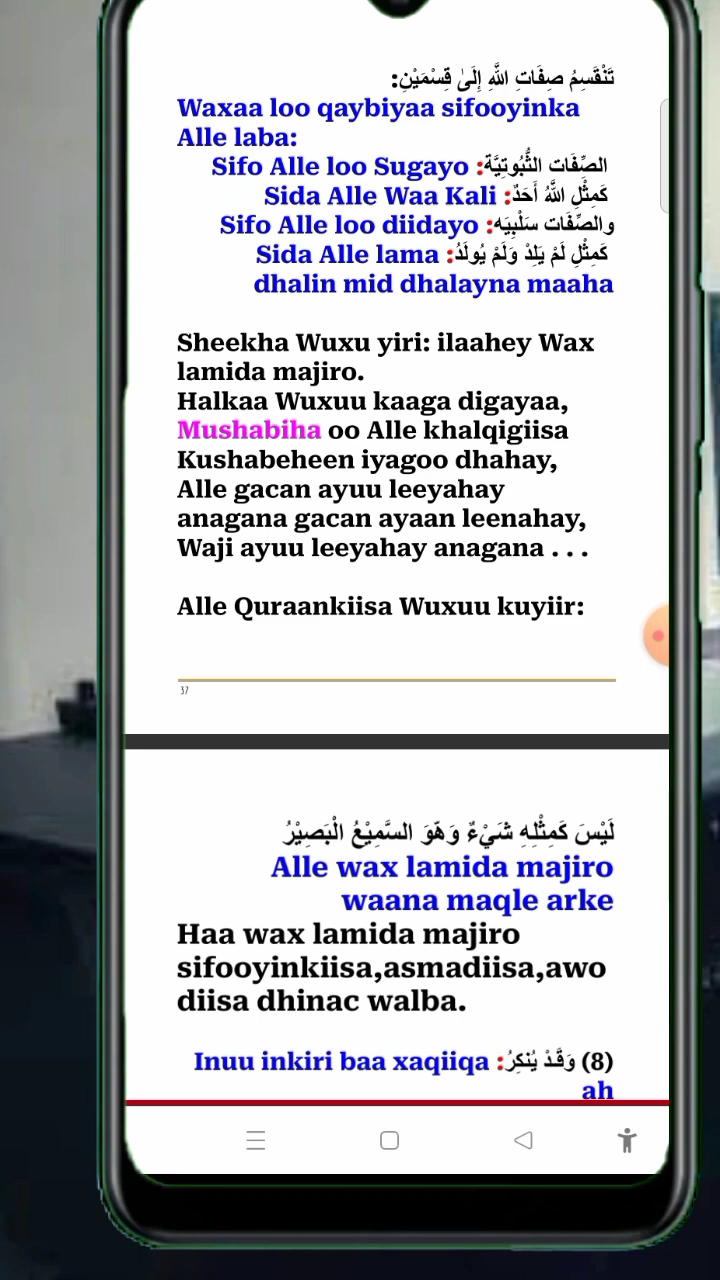 تَنْقَسِمُ صِفَاتِ اللَّهِ إِلَىٰ قِسْمَيْنِ:
Waxaa loo qaybiyaa sifooyinka
Alle laba:
الصِّفَات الثُّبُوتِيَّة: Sifo Alle loo Sugayo
كَمِثْلِ اللَّهُ أَحَدٌ: Sida Alle Waa Kali
والصِّفَات سَلْبِيَه: Sifo Alle loo diidayo
كَمِثْلِ لَمْ يَلِدْ وَلَمْ يُولَدُ: Sida Alle lama
dhalin mid dhalayna maaha
Sheekha Wuxu yiri: ilaahey Wax
lamida majiro.
Halkaa Wuxuu kaaga digayaa,
Mushabiha oo Alle khalqigiisa
Kushabeheen iyagoo dhahay,
Alle gacan ayuu leeyahay
anagana gacan ayaan leenahay,
Waji ayuu leeyahay anagana . . .
Alle Quraankiisa Wuxuu kuyiir:
37
لَيْسَ كَمِثْلِهِ شَيْءٌ وَهّوَ السَّمِيْعُ الْبَصِيْرُ
Alle wax lamida majiro
waana maqle arke
Haa wax lamida majiro
sifooyinkiisa,asmadiisa,awo
diisa dhinac walba.
(8) وَقَدْ يُنكِرُ: Inuu inkiri baa xaqiiqa
ah